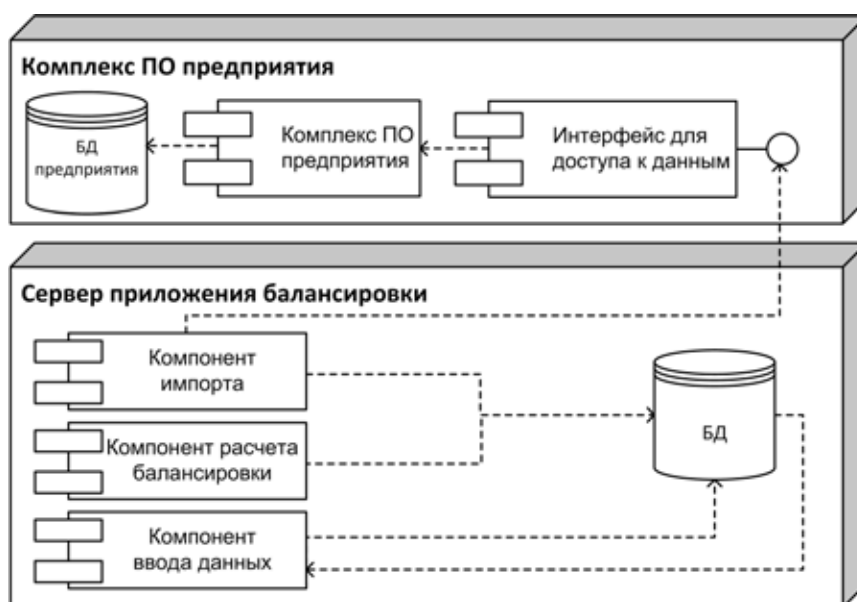 Комплекс ПО предприятия
БД
предприятия
Комплекс ПО
предприятия
Интерфейс для
доступа к данным
Сервер приложения балансировки
Компонент
импорта
Компонент расчета
балансировки
Компонент
ввода данных
БД